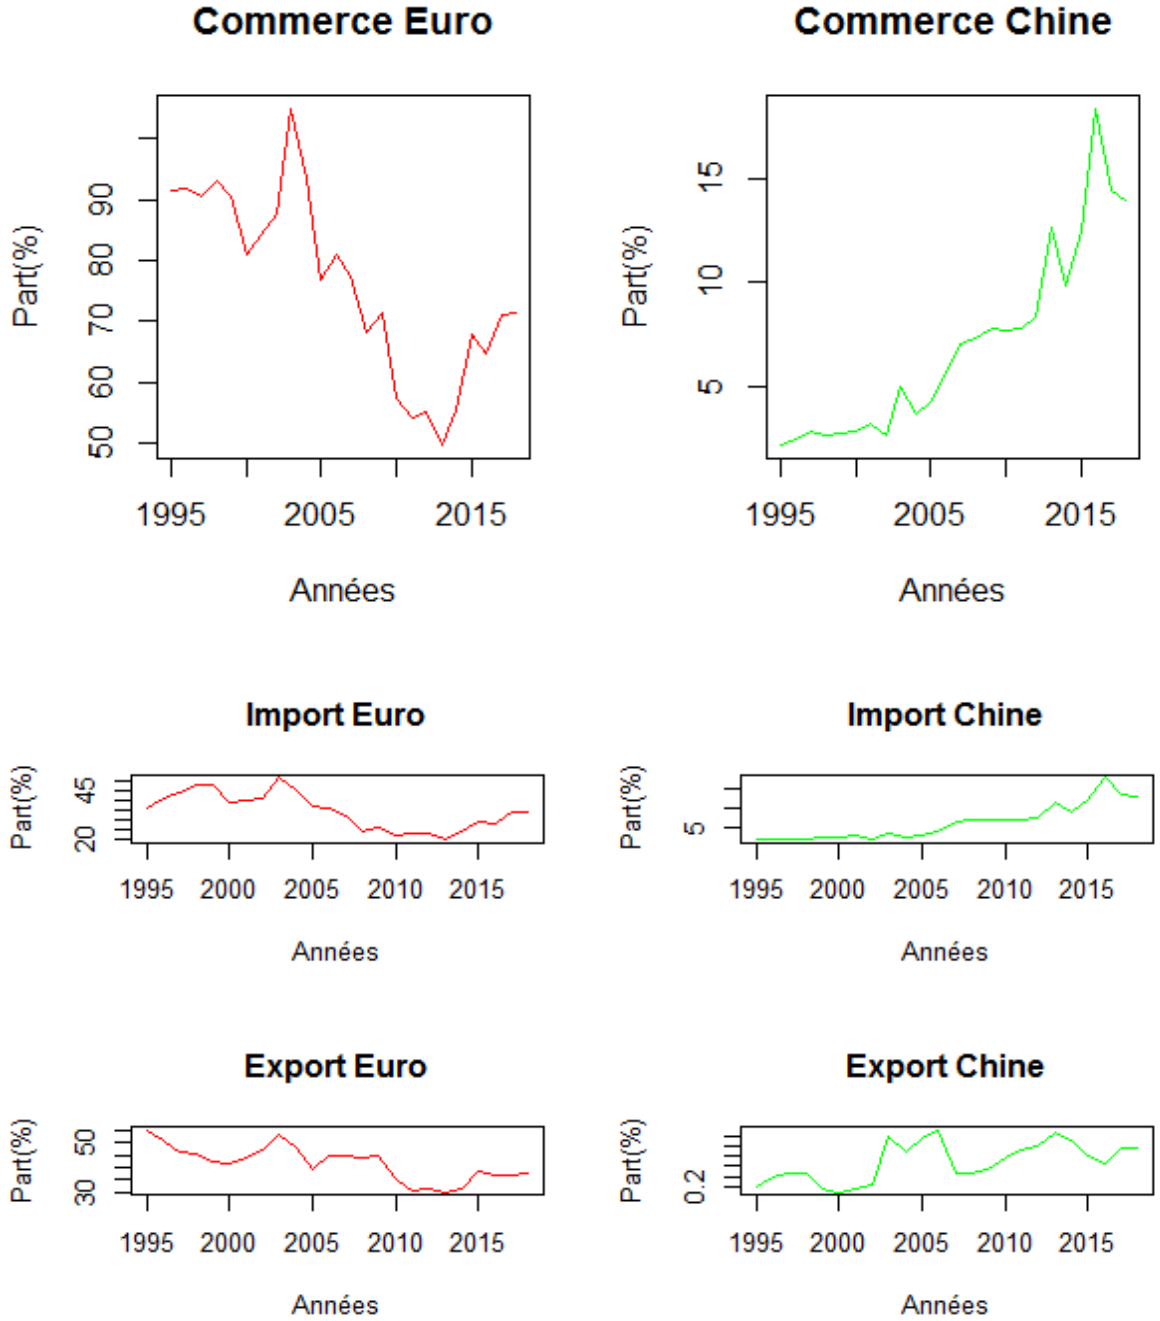 Commerce Euro
Part(%)
90
80
70
60
50
1995 2005 2015
Années
Commerce Chine
Part(%)
15
10
5
1995 2005 2015
Années
Import Euro
Part(%)
45
20
1995 2000 2005 2010 2015
Années
Import Chine
Part(%)
5
1995 2000 2005 2010 2015
Années
Export Euro
Part(%)
50
30
1995 2000 2005 2010 2015
Années
Export Chine
Part(%)
0.2
1995 2000 2005 2010 2015
Années